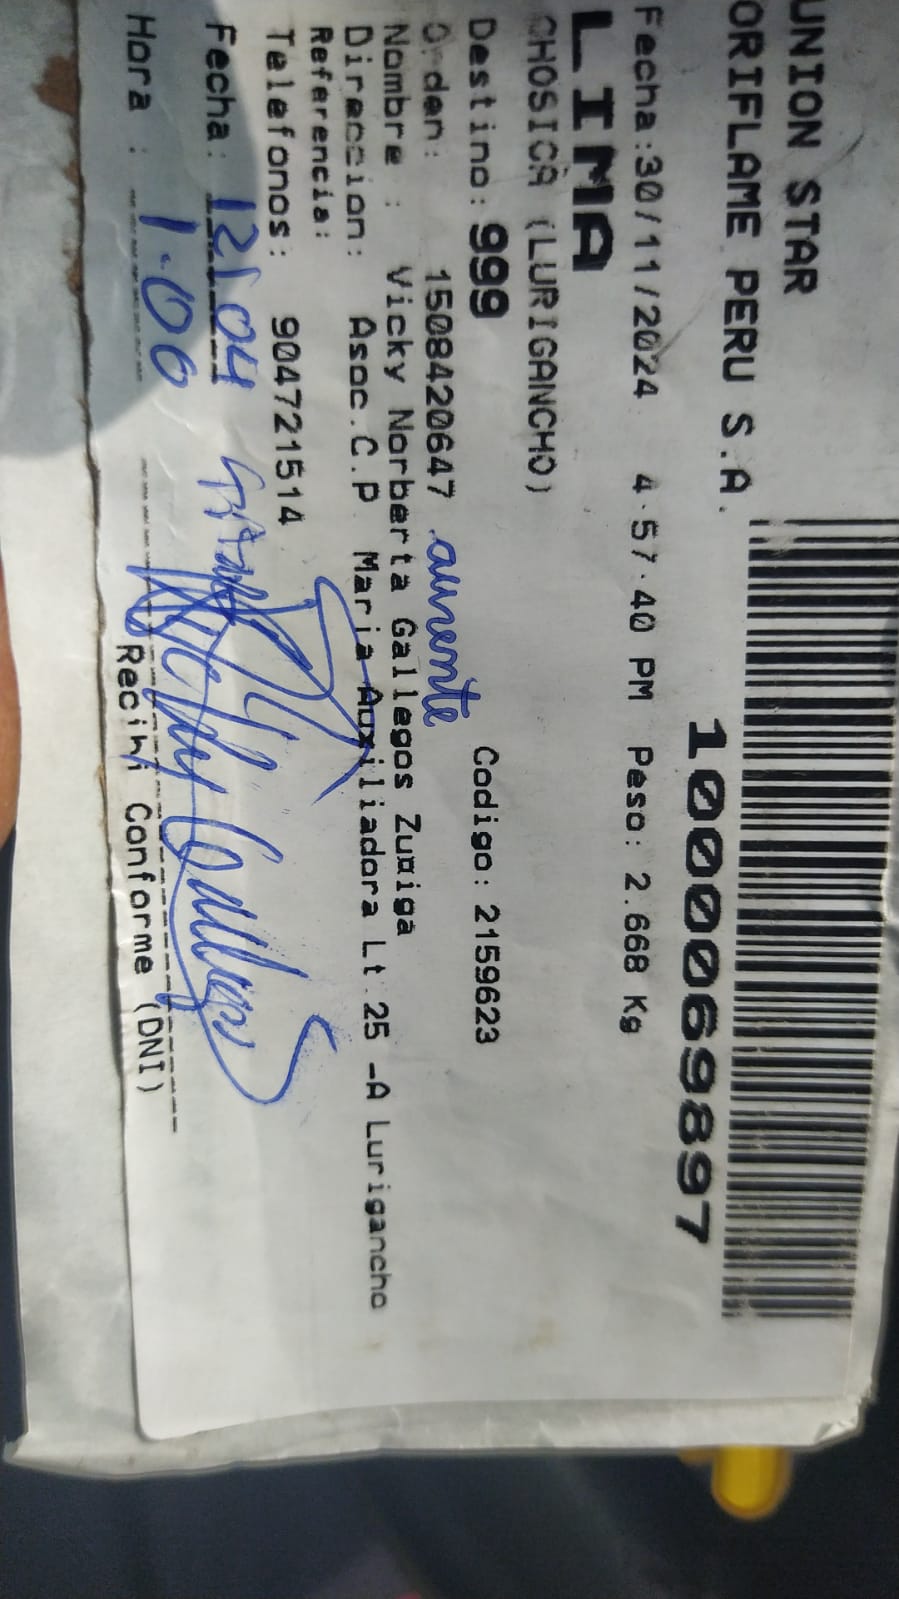 UNION STAR
ORIFLAME PERU S.A.
1000069897
Fecha:30/11/2024 4:57:40 PM Peso: 2.668 Kg
LIMA
CHOSICA (LURIGANCHO)
Destino: 999 Codigo: 2159623
Orden: 1508420647 ausente
Nombre : Vicky Norberta Gallegos Zu¤iga
Direccion: Asoc.C.P Maria Auxiliadora Lt 25 -A Lurigancho
Referencia:
Telefonos: 904721514
Fecha: 12/04
Hora : 1.00
Recibi Conforme (DNI)